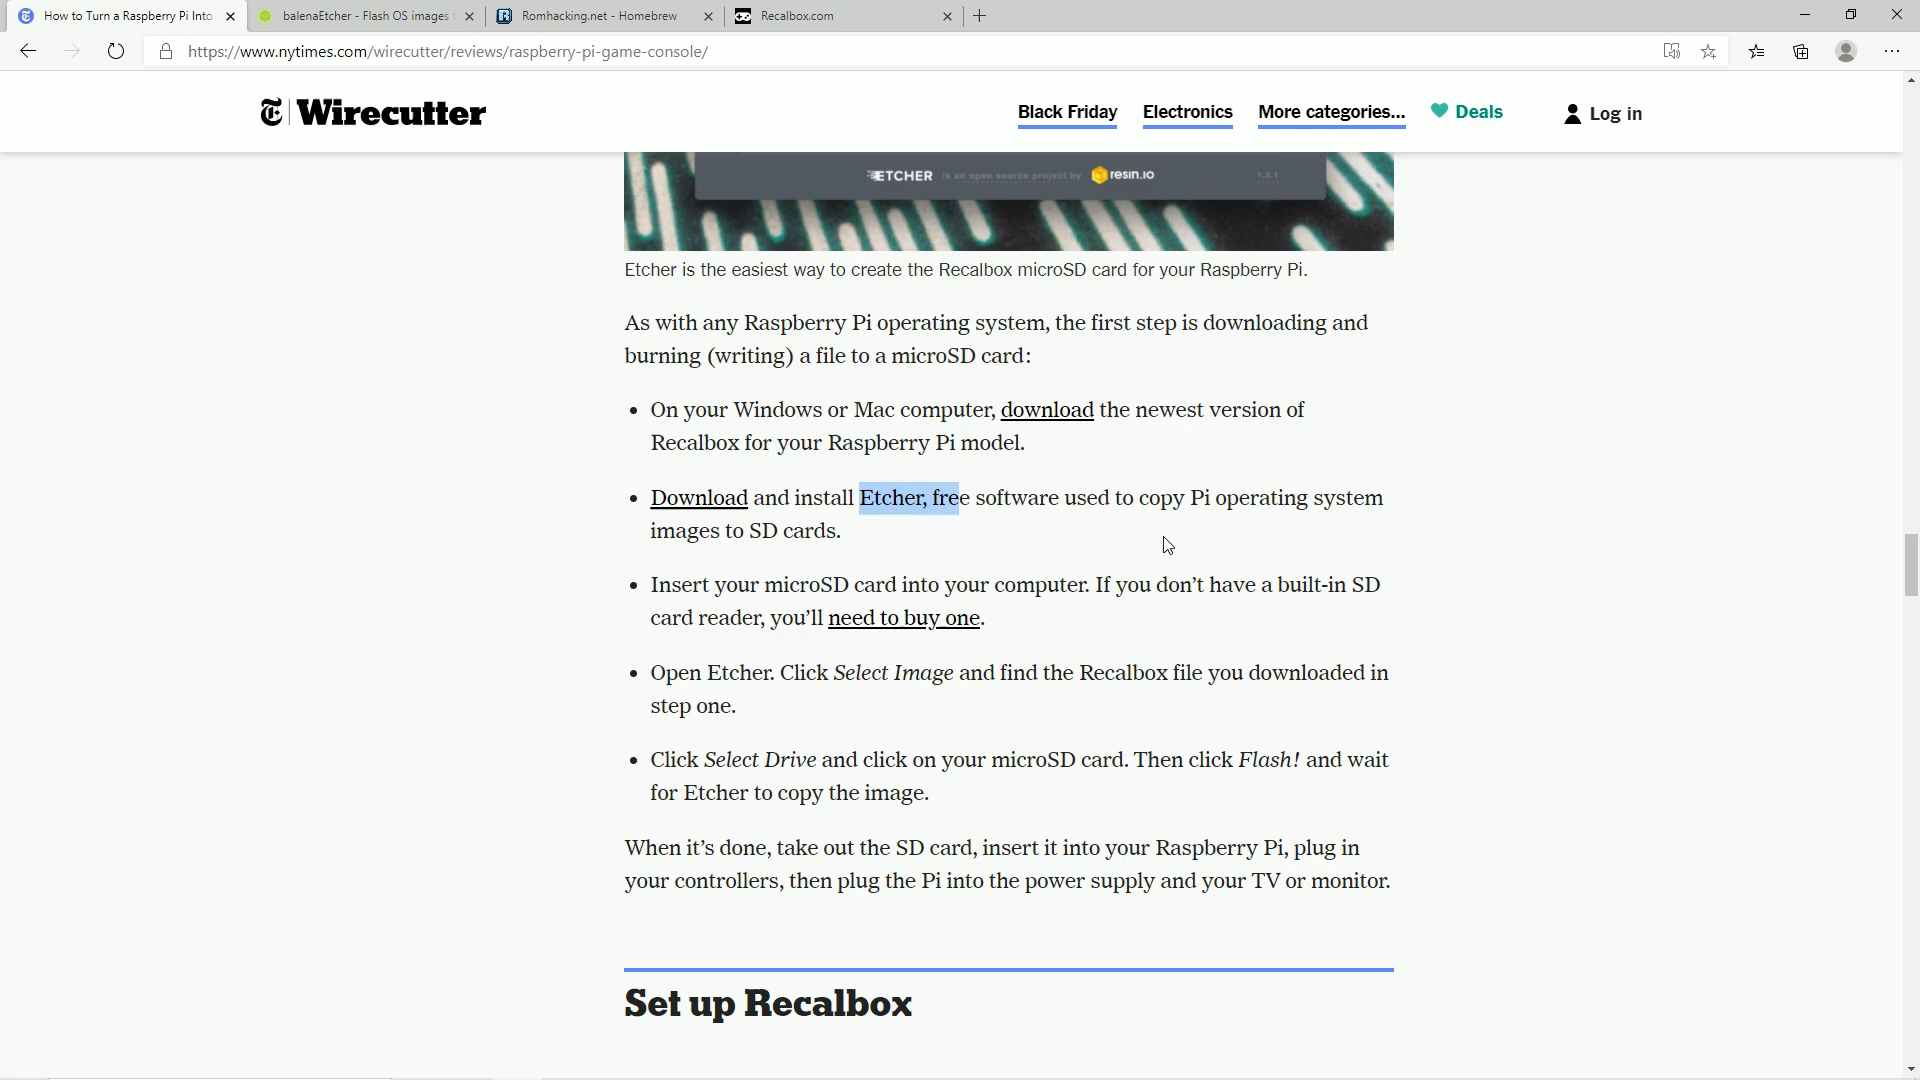 How to Turn a Raspberry Pi Into
balenaEtcher - Flash OS images
Romhacking.net - Homebrew
Recalbox.com
https://www.nytimes.com/wirecutter/reviews/raspberry-pi-game-console/
Wirecutter
Black Friday
Electronics
More categories...
Deals
Log in
ETCHER is an open source project by resin.io 1.3.1
Etcher is the easiest way to create the Recalbox microSD card for your Raspberry Pi.
As with any Raspberry Pi operating system, the first step is downloading and
burning (writing) a file to a microSD card:
• On your Windows or Mac computer, download the newest version of
Recalbox for your Raspberry Pi model.
• Download and install Etcher, free software used to copy Pi operating system
images to SD cards.
• Insert your microSD card into your computer. If you don’t have a built-in SD
card reader, you’ll need to buy one.
• Open Etcher. Click Select Image and find the Recalbox file you downloaded in
step one.
• Click Select Drive and click on your microSD card. Then click Flash! and wait
for Etcher to copy the image.
When it’s done, take out the SD card, insert it into your Raspberry Pi, plug in
your controllers, then plug the Pi into the power supply and your TV or monitor.
Set up Recalbox